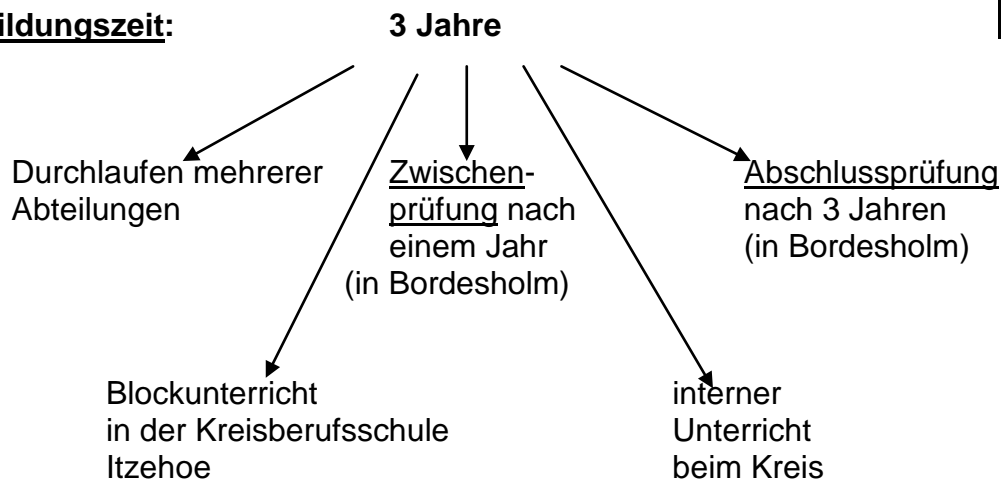 ildungszeit: 3 Jahre
Durchlaufen mehrerer
Abteilungen
Zwischen-
prüfung nach
einem Jahr
(in Bordesholm)
Abschlussprüfung
nach 3 Jahren
(in Bordesholm)
Blockunterricht
in der Kreisberufsschule
Itzehoe
interner
Unterricht
beim Kreis